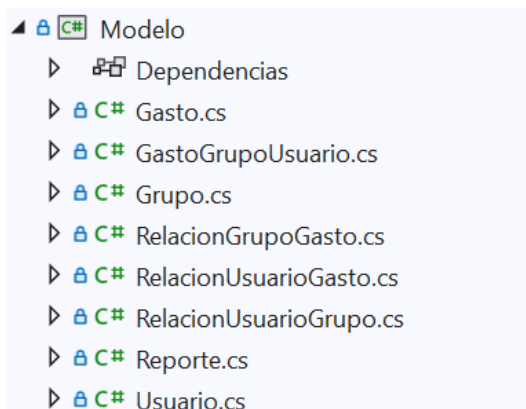 C# Modelo
Dependencias
C# Gasto.cs
C# GastoGrupoUsuario.cs
C# Grupo.cs
C# RelacionGrupoGasto.cs
C# RelacionUsuarioGasto.cs
C# RelacionUsuarioGrupo.cs
C# Reporte.cs
C# Usuario.cs